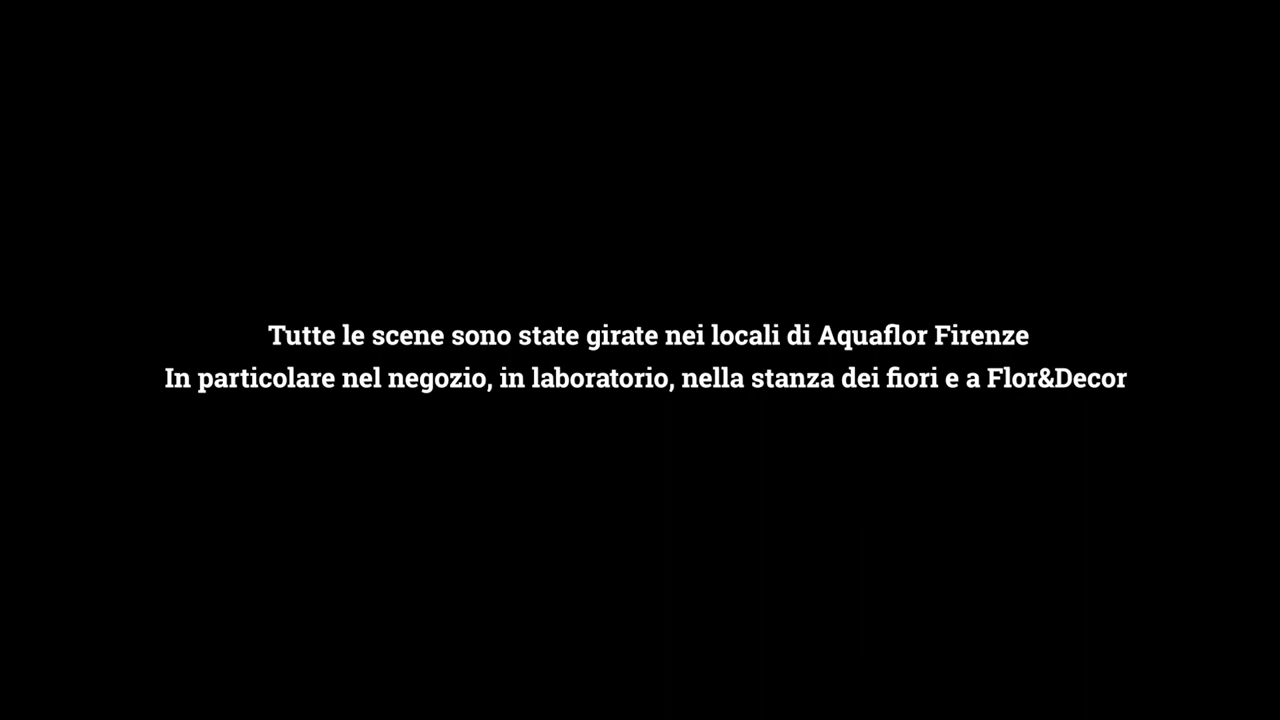 Tutte le scene sono state girate nei locali di Aquaflor Firenze
In particolare nel negozio, in laboratorio, nella stanza dei fiori e a Flor&Decor